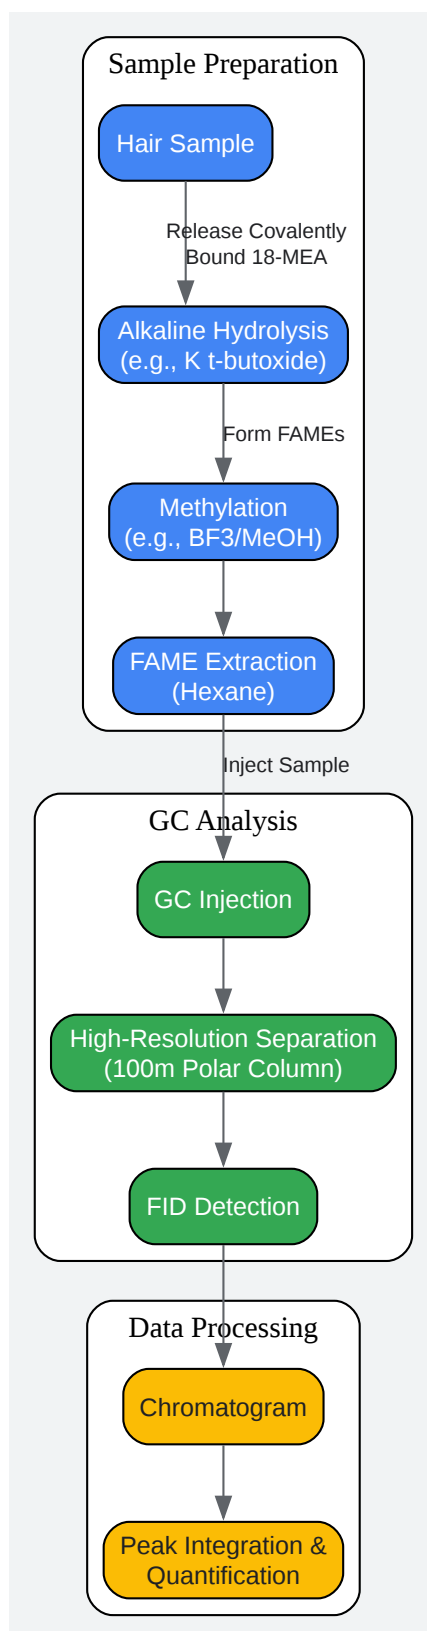 Sample Preparation
Hair Sample
Release Covalently
Bound 18-MEA
Alkaline Hydrolysis
(e.g., K t-butoxide)
Form FAMEs
Methylation
(e.g., BF3/MeOH)
FAME Extraction
(Hexane)
Inject Sample
GC Analysis
GC Injection
High-Resolution Separation
(100m Polar Column)
FID Detection
Data Processing
Chromatogram
Peak Integration &
Quantification